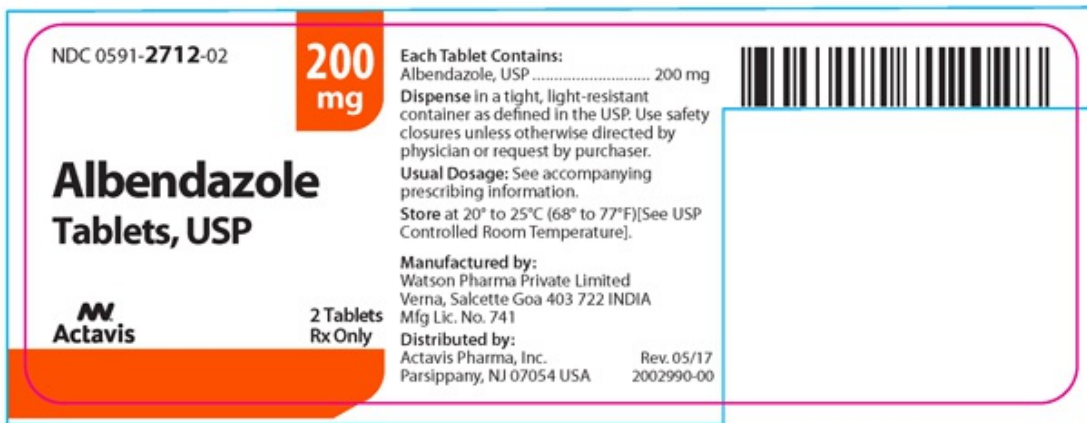 NDC 0591-2712-02
200
mg
Albendazole
Tablets, USP
Actavis
2 Tablets
Rx Only
Each Tablet Contains:
Albendazole, USP ........................... 200 mg
Dispense in a tight, light-resistant
container as defined in the USP. Use safety
closures unless otherwise directed by
physician or request by purchaser.
Usual Dosage: See accompanying
prescribing information.
Store at 20° to 25°C (68° to 77°F)[See USP
Controlled Room Temperature].
Manufactured by:
Watson Pharma Private Limited
Verna, Salcette Goa 403 722 INDIA
Mfg Lic. No. 741
Distributed by:
Actavis Pharma, Inc. Rev. 05/17
Parsippany, NJ 07054 USA 2002990-00